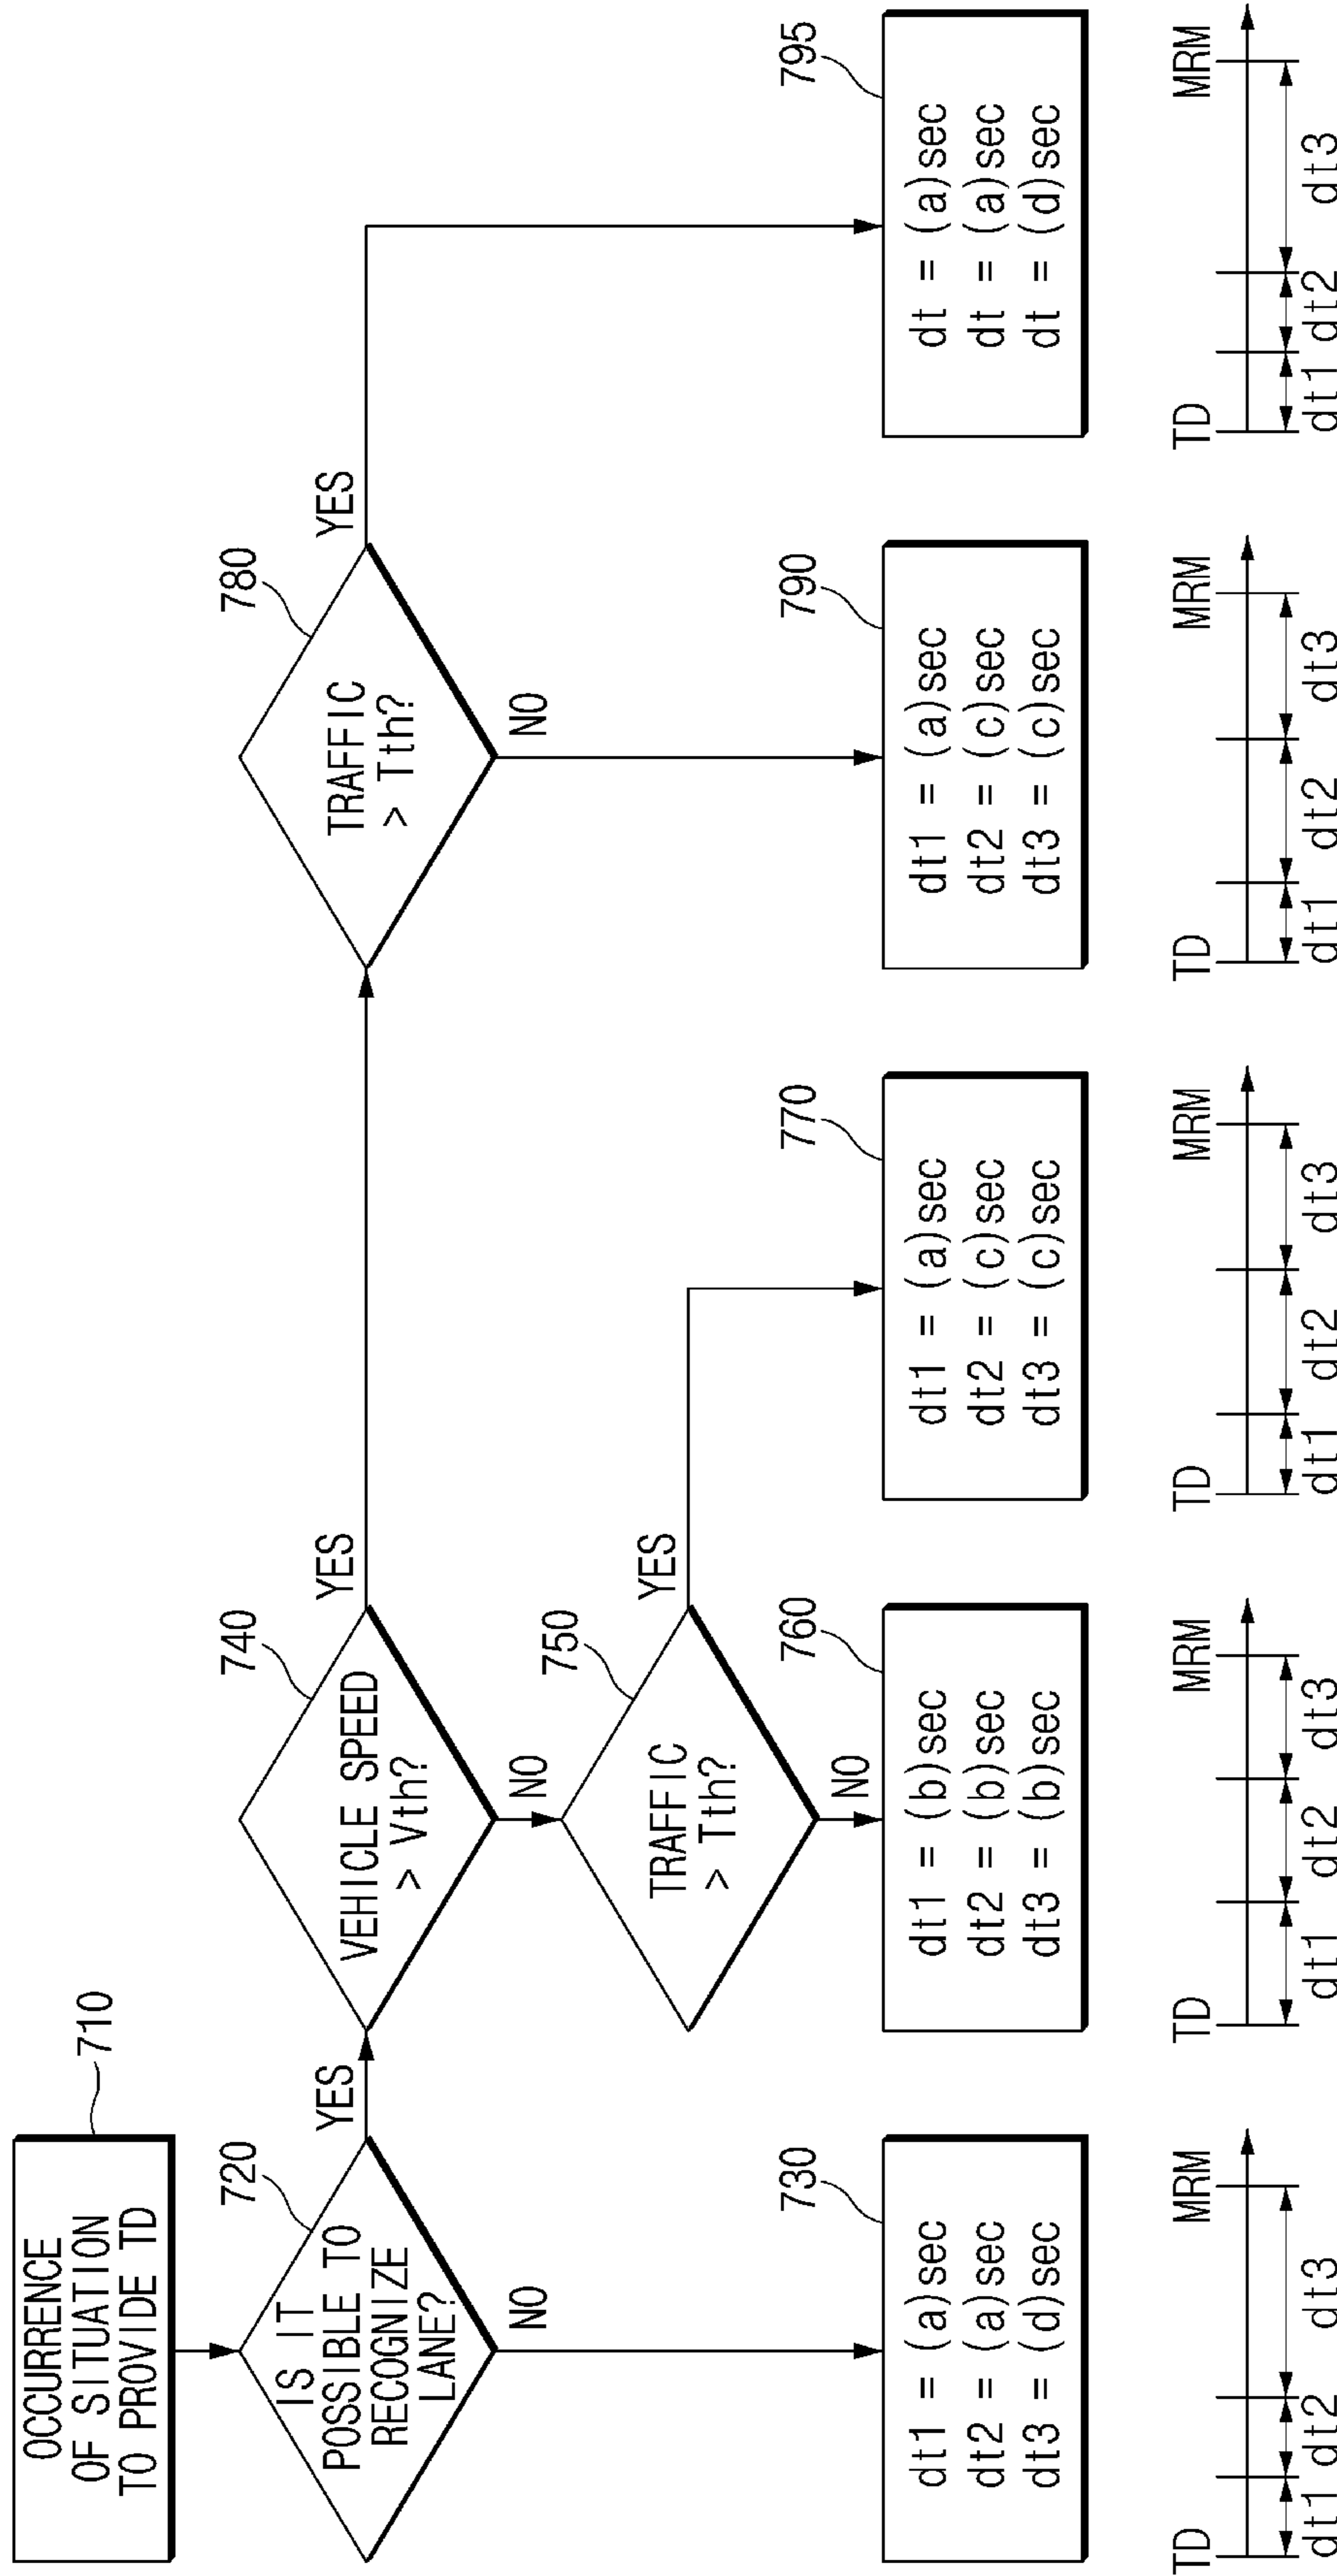 OCCURRENCE
OF SITUATION
TO PROVIDE TD
710
IS IT
POSSIBLE TO
RECOGNIZE
LANE?
720
YES
NO
VEHICLE SPEED
> Vth?
740
YES
NO
TRAFFIC
> Tth?
750
YES
NO
TRAFFIC
> Tth?
780
YES
NO
730
dt1 = (a)sec
dt2 = (a)sec
dt3 = (d)sec
760
dt1 = (b)sec
dt2 = (b)sec
dt3 = (b)sec
770
dt1 = (a)sec
dt2 = (c)sec
dt3 = (c)sec
790
dt1 = (a)sec
dt2 = (c)sec
dt3 = (c)sec
795
dt = (a)sec
dt = (a)sec
dt = (d)sec
TD MRM
dt1 dt2 dt3
TD MRM
dt1 dt2 dt3
TD MRM
dt1 dt2 dt3
TD MRM
dt1 dt2 dt3
TD MRM
dt1 dt2 dt3